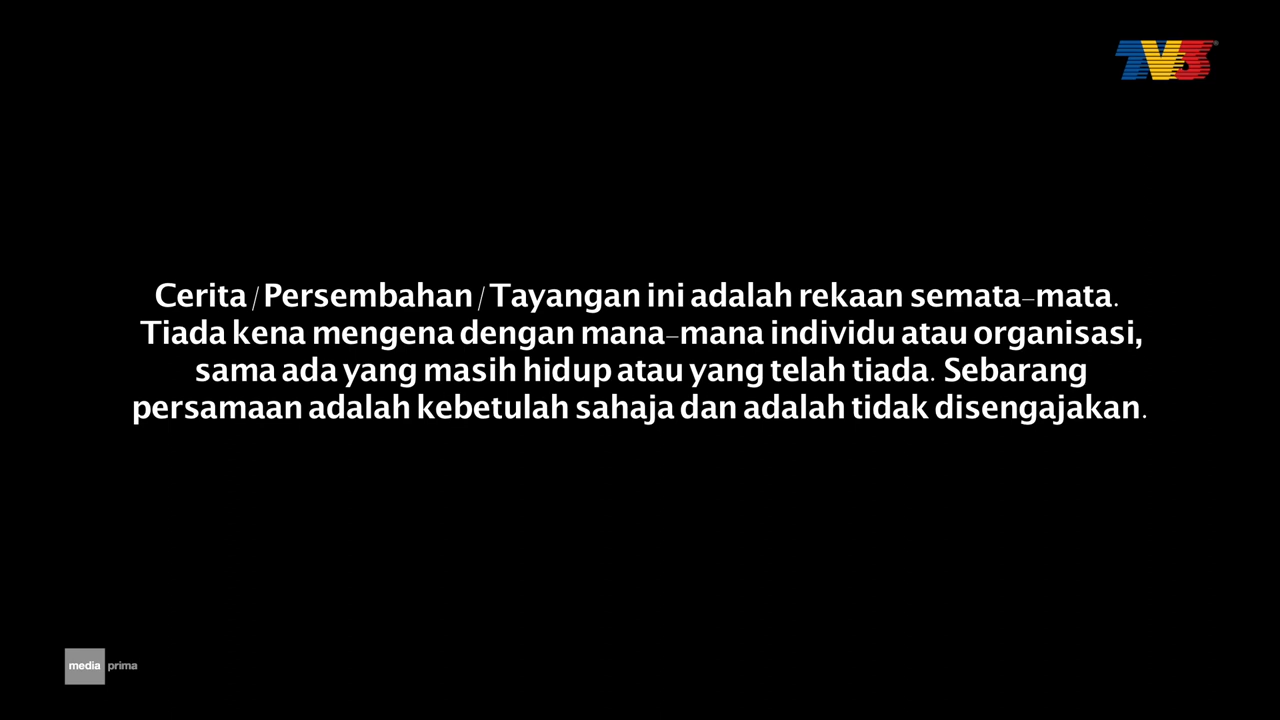 TV3
Cerita / Persembahan / Tayangan ini adalah rekaan semata-mata.
Tiada kena mengena dengan mana-mana individu atau organisasi,
sama ada yang masih hidup atau yang telah tiada. Sebarang
persamaan adalah kebetulah sahaja dan adalah tidak disengajakan.
media prima